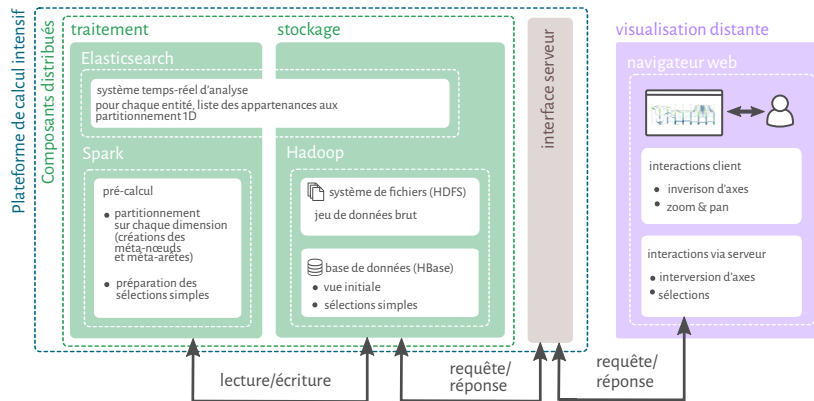 Plateforme de calcul intensif
Composants distribués
traitement
stockage
Elasticsearch
système temps-réel d'analyse
pour chaque entité, liste des appartenances aux
partitionnement 1D
Spark
pré-calcul
partitionnement
sur chaque dimension
(créations des
méta-nœuds
et méta-arêtes)
préparation des
sélections simples
Hadoop
système de fichiers (HDFS)
jeu de données brut
base de données (HBase)
vue initiale
sélections simples
interface serveur
visualisation distante
navigateur web
interactions client
inverison d'axes
zoom & pan
interactions via serveur
interversion d'axes
sélections
lecture/écriture
requête/
réponse
requête/
réponse